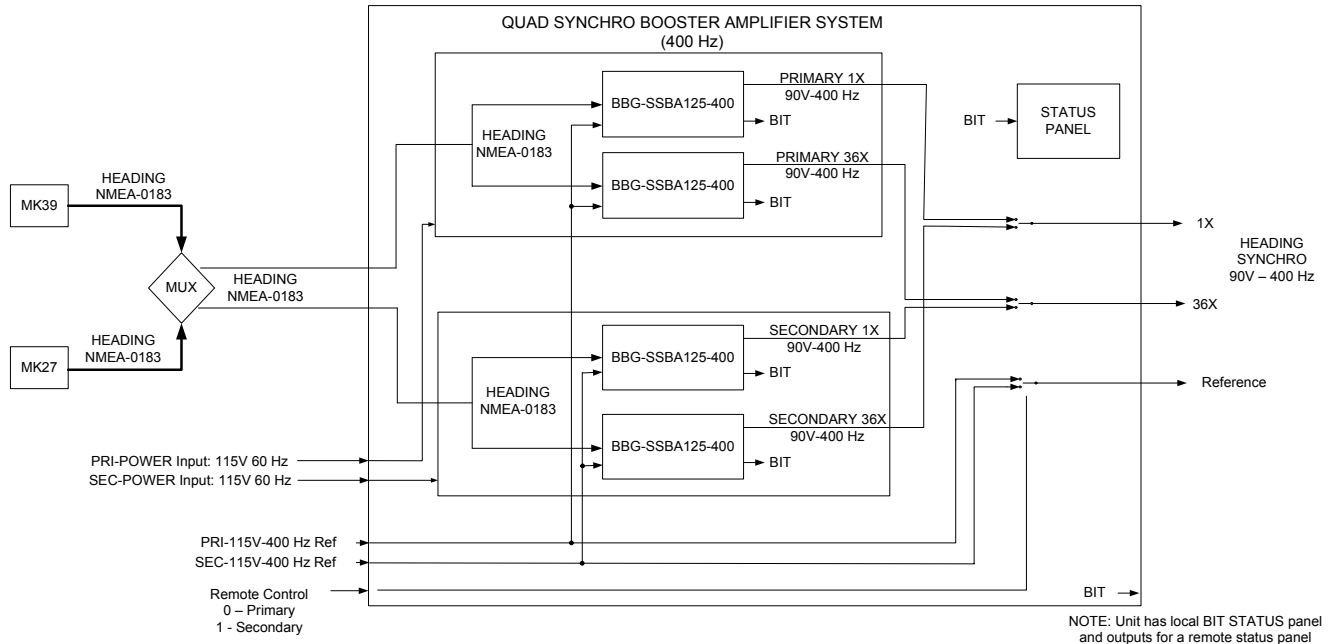 QUAD SYNCHRO BOOSTER AMPLIFIER SYSTEM
(400 Hz)
BBG-SSBA125-400
PRIMARY 1X
90V-400 Hz
BIT
HEADING
NMEA-0183
BBG-SSBA125-400
PRIMARY 36X
90V-400 Hz
BIT
BIT
STATUS
PANEL
MK39
HEADING
NMEA-0183
MUX
HEADING
NMEA-0183
MK27
HEADING
NMEA-0183
1X
HEADING
SYNCHRO
90V – 400 Hz
36X
Reference
BBG-SSBA125-400
SECONDARY 1X
90V-400 Hz
BIT
HEADING
NMEA-0183
BBG-SSBA125-400
SECONDARY 36X
90V-400 Hz
BIT
PRI-POWER Input: 115V 60 Hz
SEC-POWER Input: 115V 60 Hz
PRI-115V-400 Hz Ref
SEC-115V-400 Hz Ref
Remote Control
0 – Primary
1 - Secondary
BIT
NOTE: Unit has local BIT STATUS panel
and outputs for a remote status panel